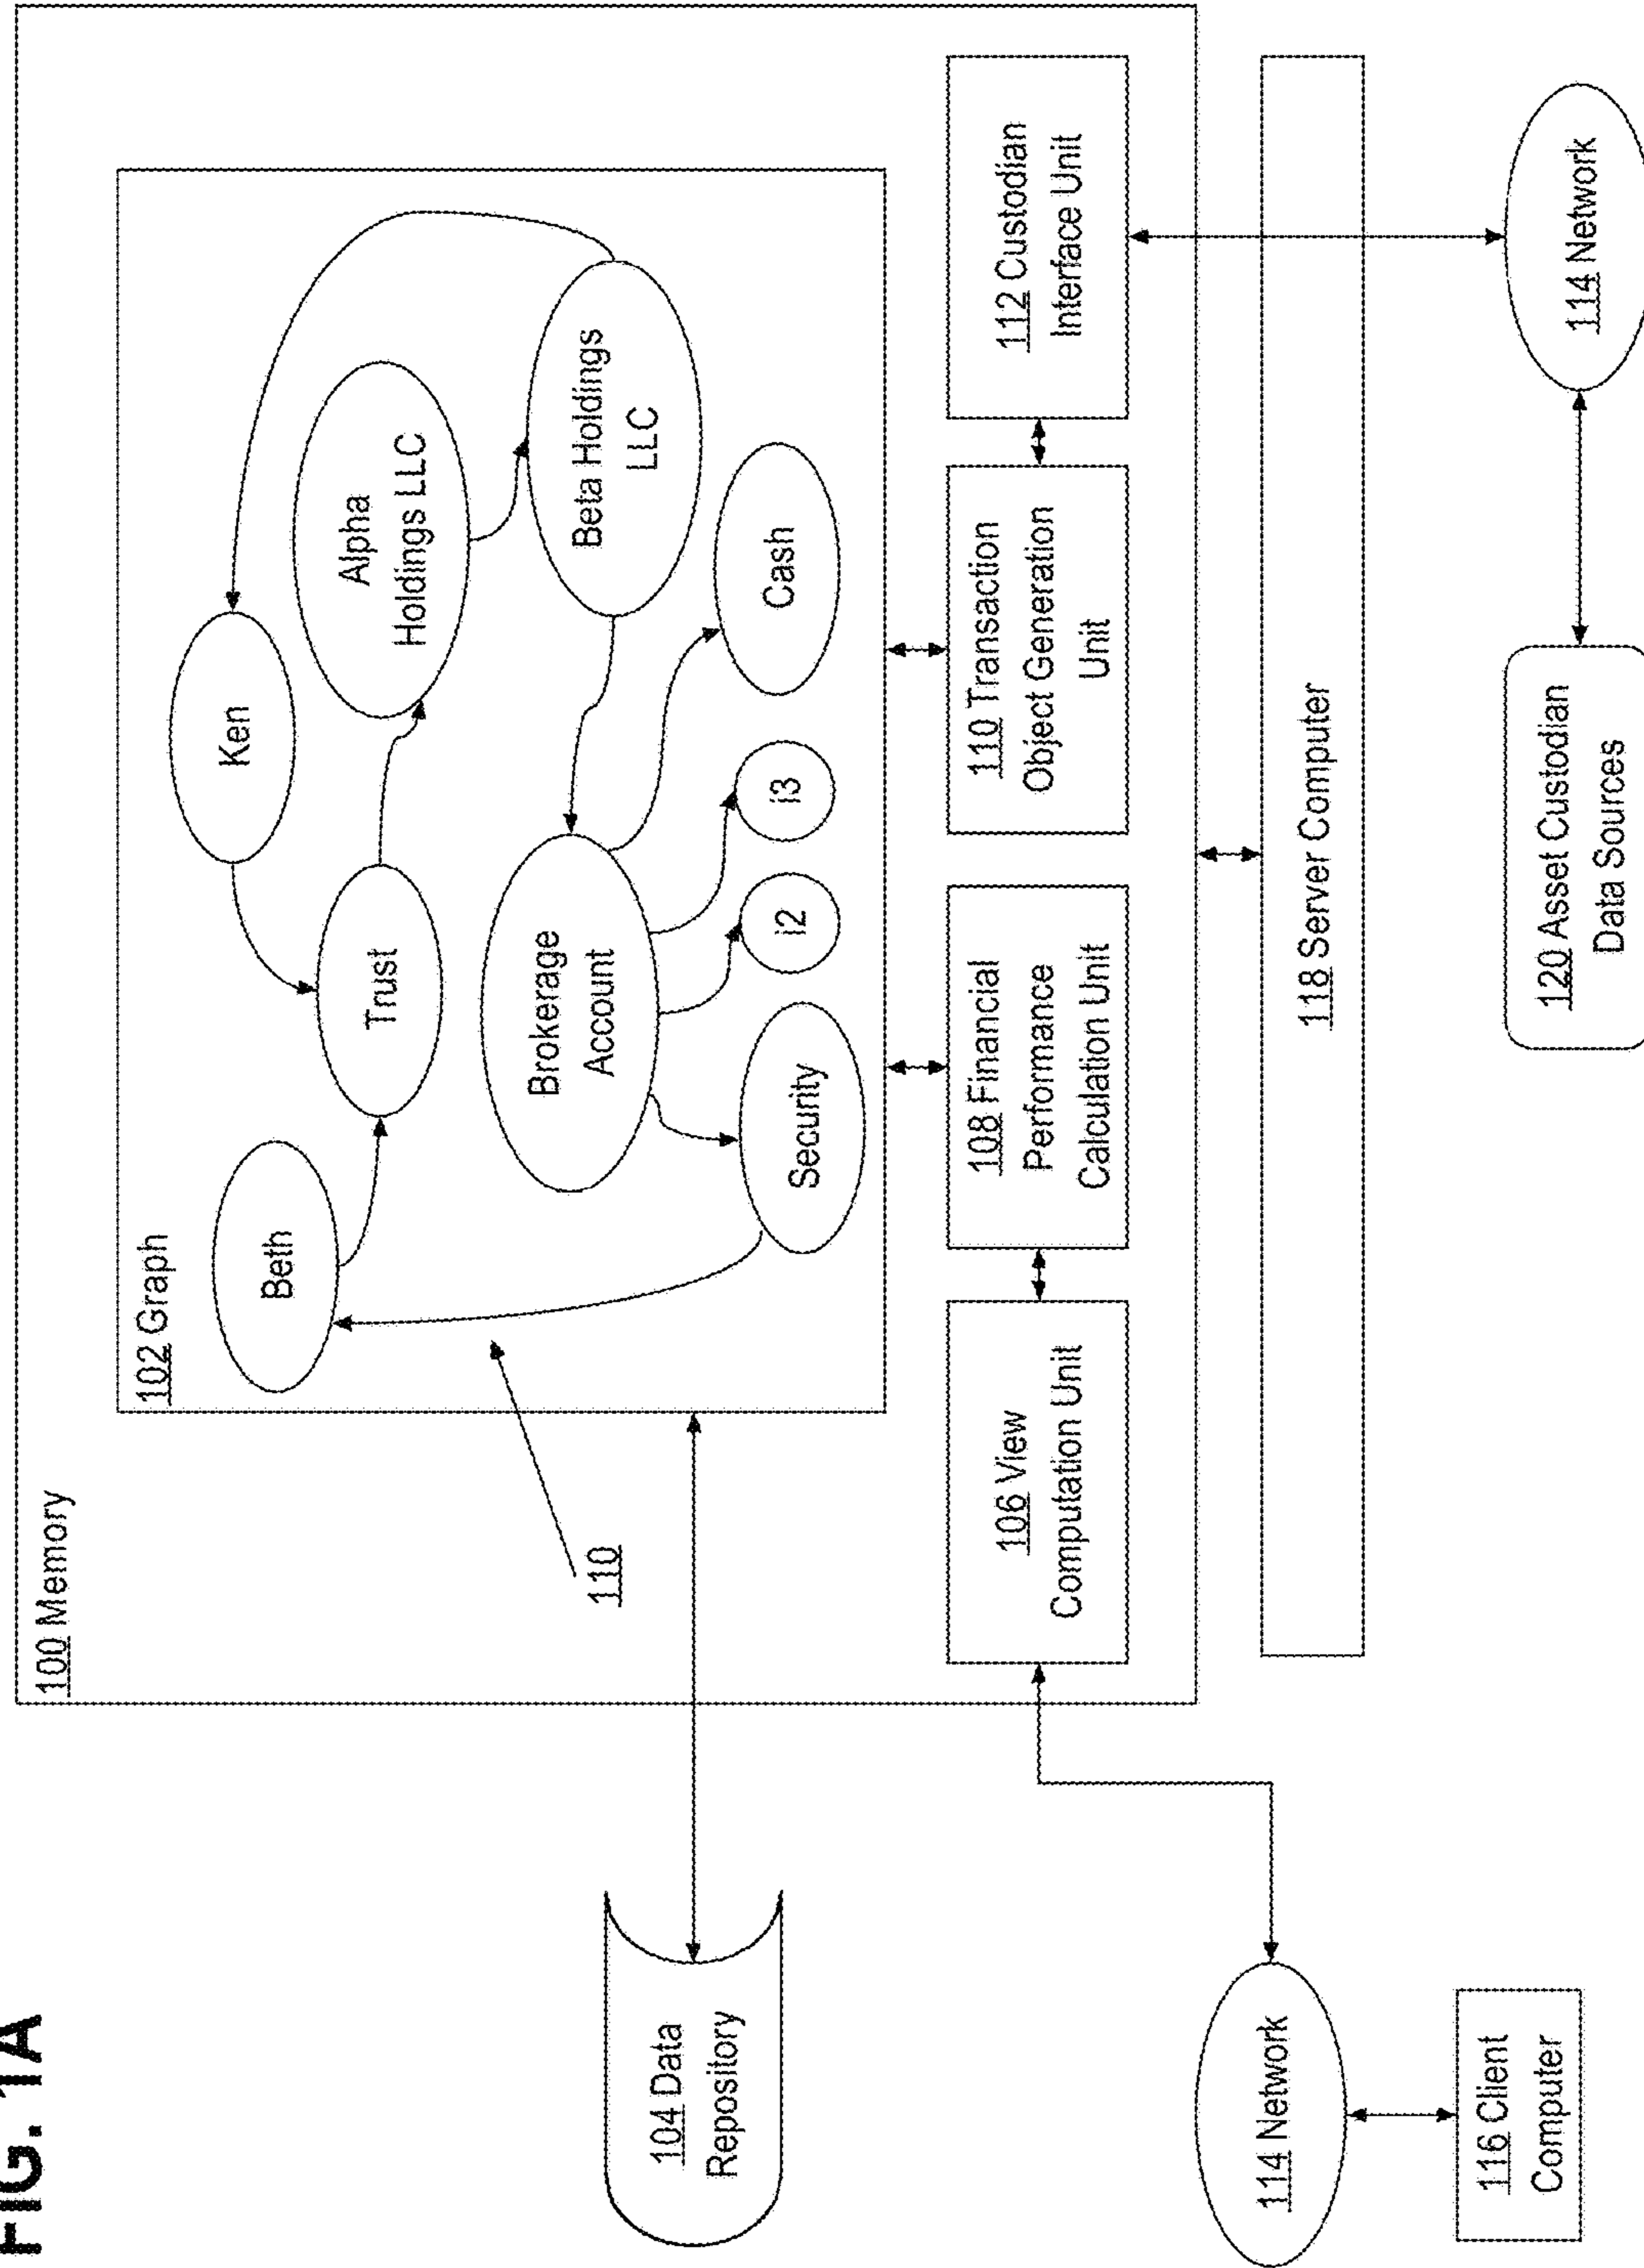 FIG. 1A
100 Memory
102 Graph
Beth
Ken
Trust
Alpha
Holdings LLC
Brokerage
Account
Beta Holdings
LLC
Security
i2
i3
Cash
110
104 Data
Repository
106 View
Computation Unit
108 Financial
Performance
Calculation Unit
110 Transaction
Object Generation
Unit
112 Custodian
Interface Unit
118 Server Computer
114 Network
116 Client
Computer
120 Asset Custodian
Data Sources
114 Network